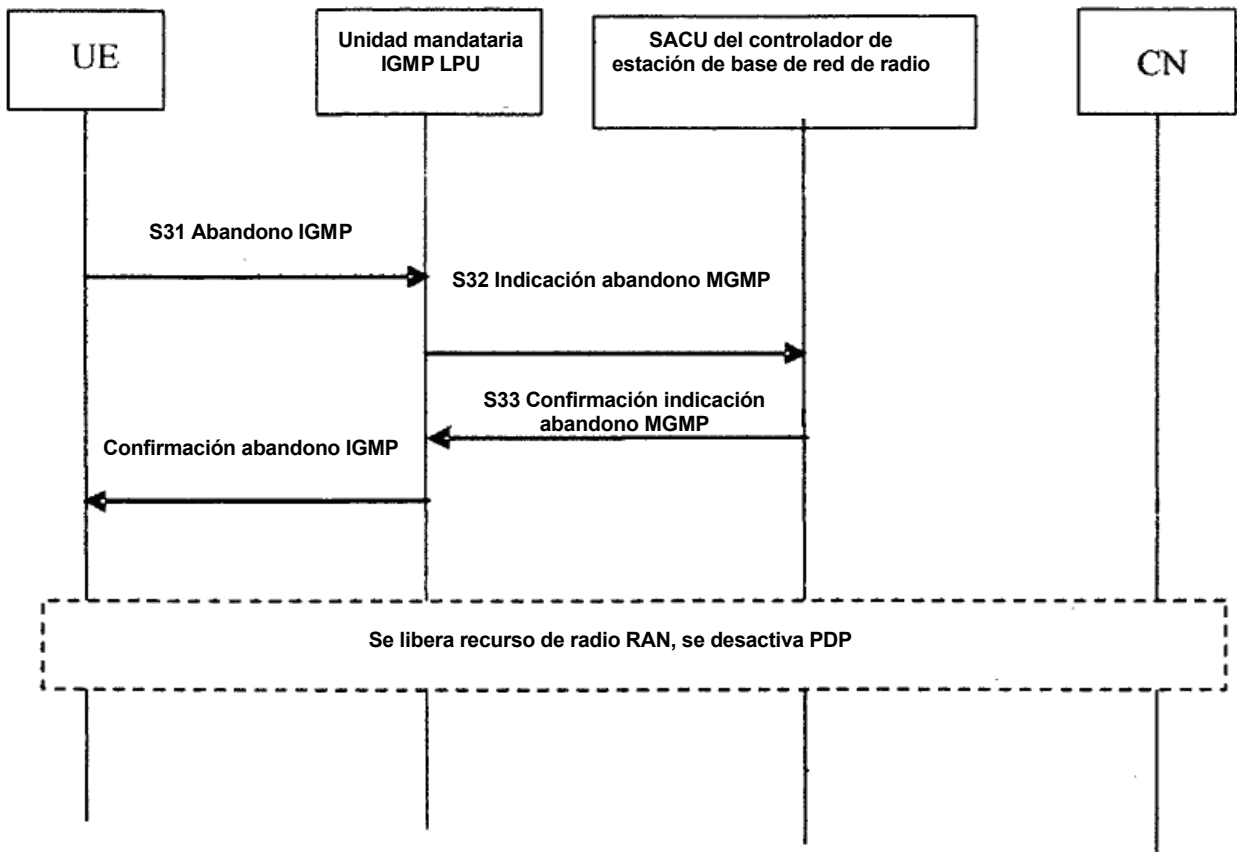 UE
Unidad mandataria
IGMP LPU
SACU del controlador de
estación de base de red de radio
CN
S31 Abandono IGMP
S32 Indicación abandono MGMP
S33 Confirmación indicación
abandono MGMP
Confirmación abandono IGMP
Se libera recurso de radio RAN, se desactiva PDP